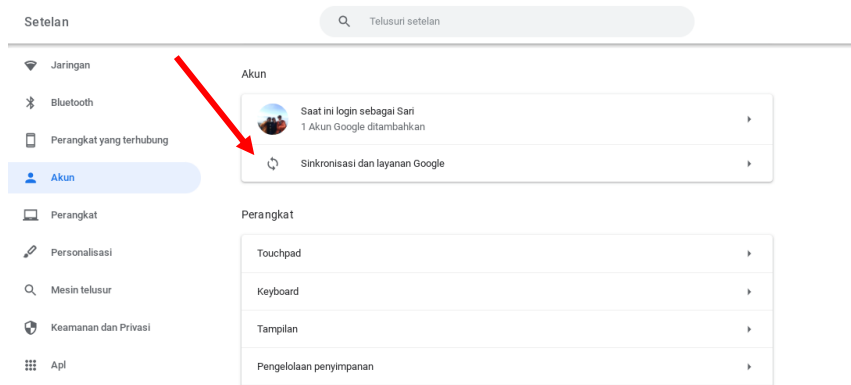 Setelan
Telusuri setelan
Jaringan
Bluetooth
Perangkat yang terhubung
Akun
Perangkat
Personalisasi
Mesin telusur
Keamanan dan Privasi
Apl
Akun
Saat ini login sebagai Sari
1 Akun Google ditambahkan
Sinkronisasi dan layanan Google
Perangkat
Touchpad
Keyboard
Tampilan
Pengelolaan penyimpanan